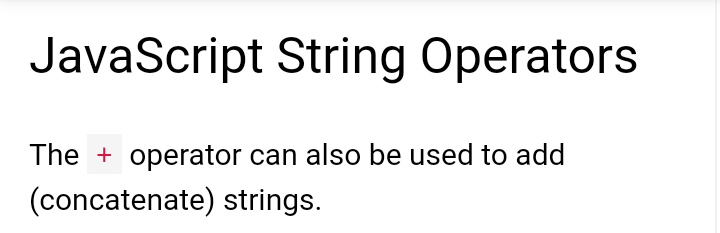 JavaScript String Operators
The + operator can also be used to add
(concatenate) strings.